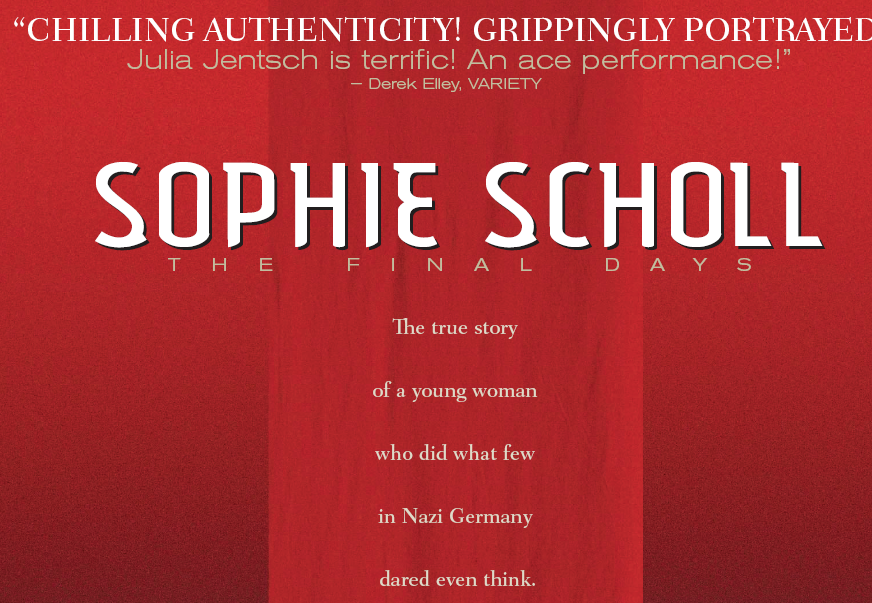 “CHILLING AUTHENTICITY! GRIPPINGLY PORTRAYED
Julia Jentsch is terrific! An ace performance!”
– Derek Elley, VARIETY
SOPHIE SCHOLL
THE FINAL DAYS
The true story
of a young woman
who did what few
in Nazi Germany
dared even think.